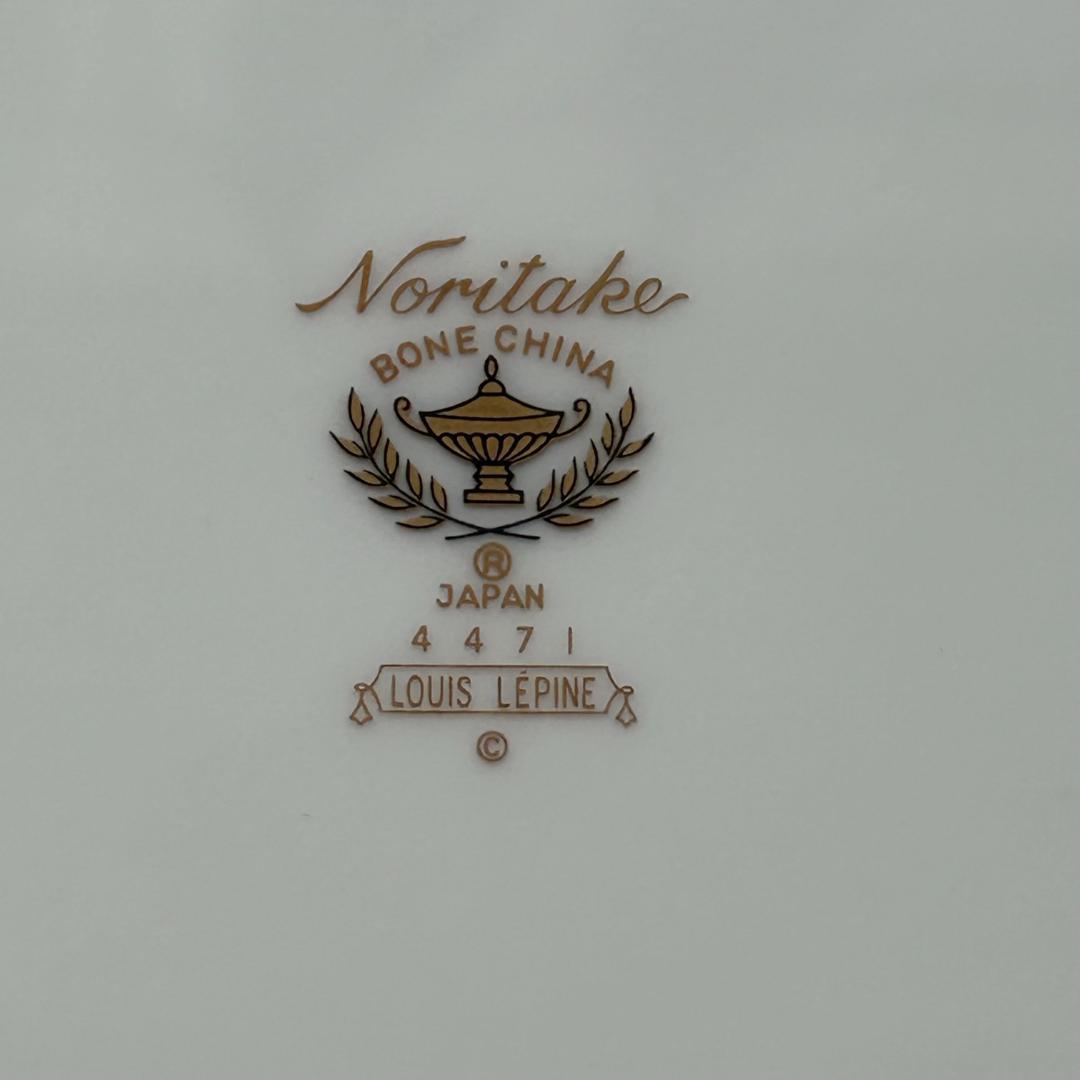 Noritake
BONE CHINA
®
JAPAN
4471
LOUIS LÉPINE
©